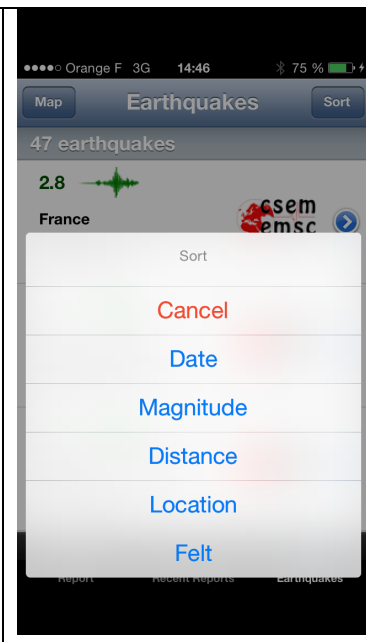 Orange F 3G 14:46 75 %
Map Earthquakes Sort
47 earthquakes
2.8
France
csem
emsc
Sort
Cancel
Date
Magnitude
Distance
Location
Felt
Report Recent Reports Earthquakes